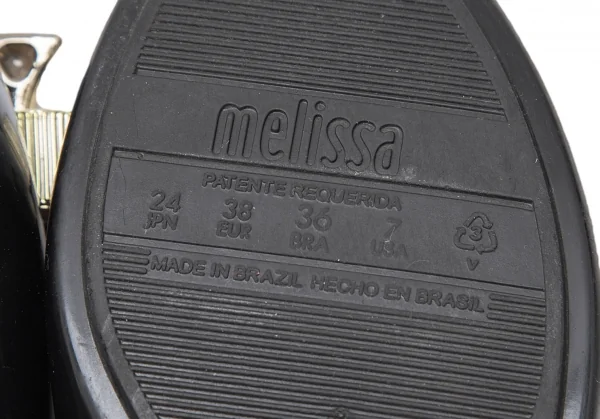 melissa
PATENTE REQUERIDA
24 38 36 7
JPN EUR BRA USA
3
V
MADE IN BRAZIL HECHO EN BRASIL